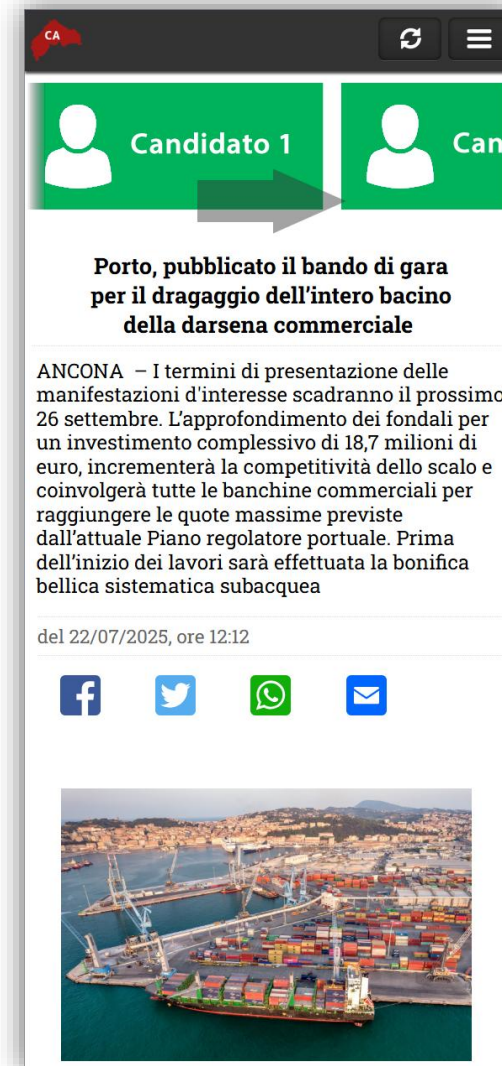 CA
Candidato 1
Can
Porto, pubblicato il bando di gara
per il dragaggio dell’intero bacino
della darsena commerciale
ANCONA – I termini di presentazione delle
manifestazioni d'interesse scadranno il prossimo
26 settembre. L’approfondimento dei fondali per
un investimento complessivo di 18,7 milioni di
euro, incrementerà la competitività dello scalo e
coinvolgerà tutte le banchine commerciali per
raggiungere le quote massime previste
dall’attuale Piano regolatore portuale. Prima
dell’inizio dei lavori sarà effettuata la bonifica
bellica sistematica subacquea
del 22/07/2025, ore 12:12